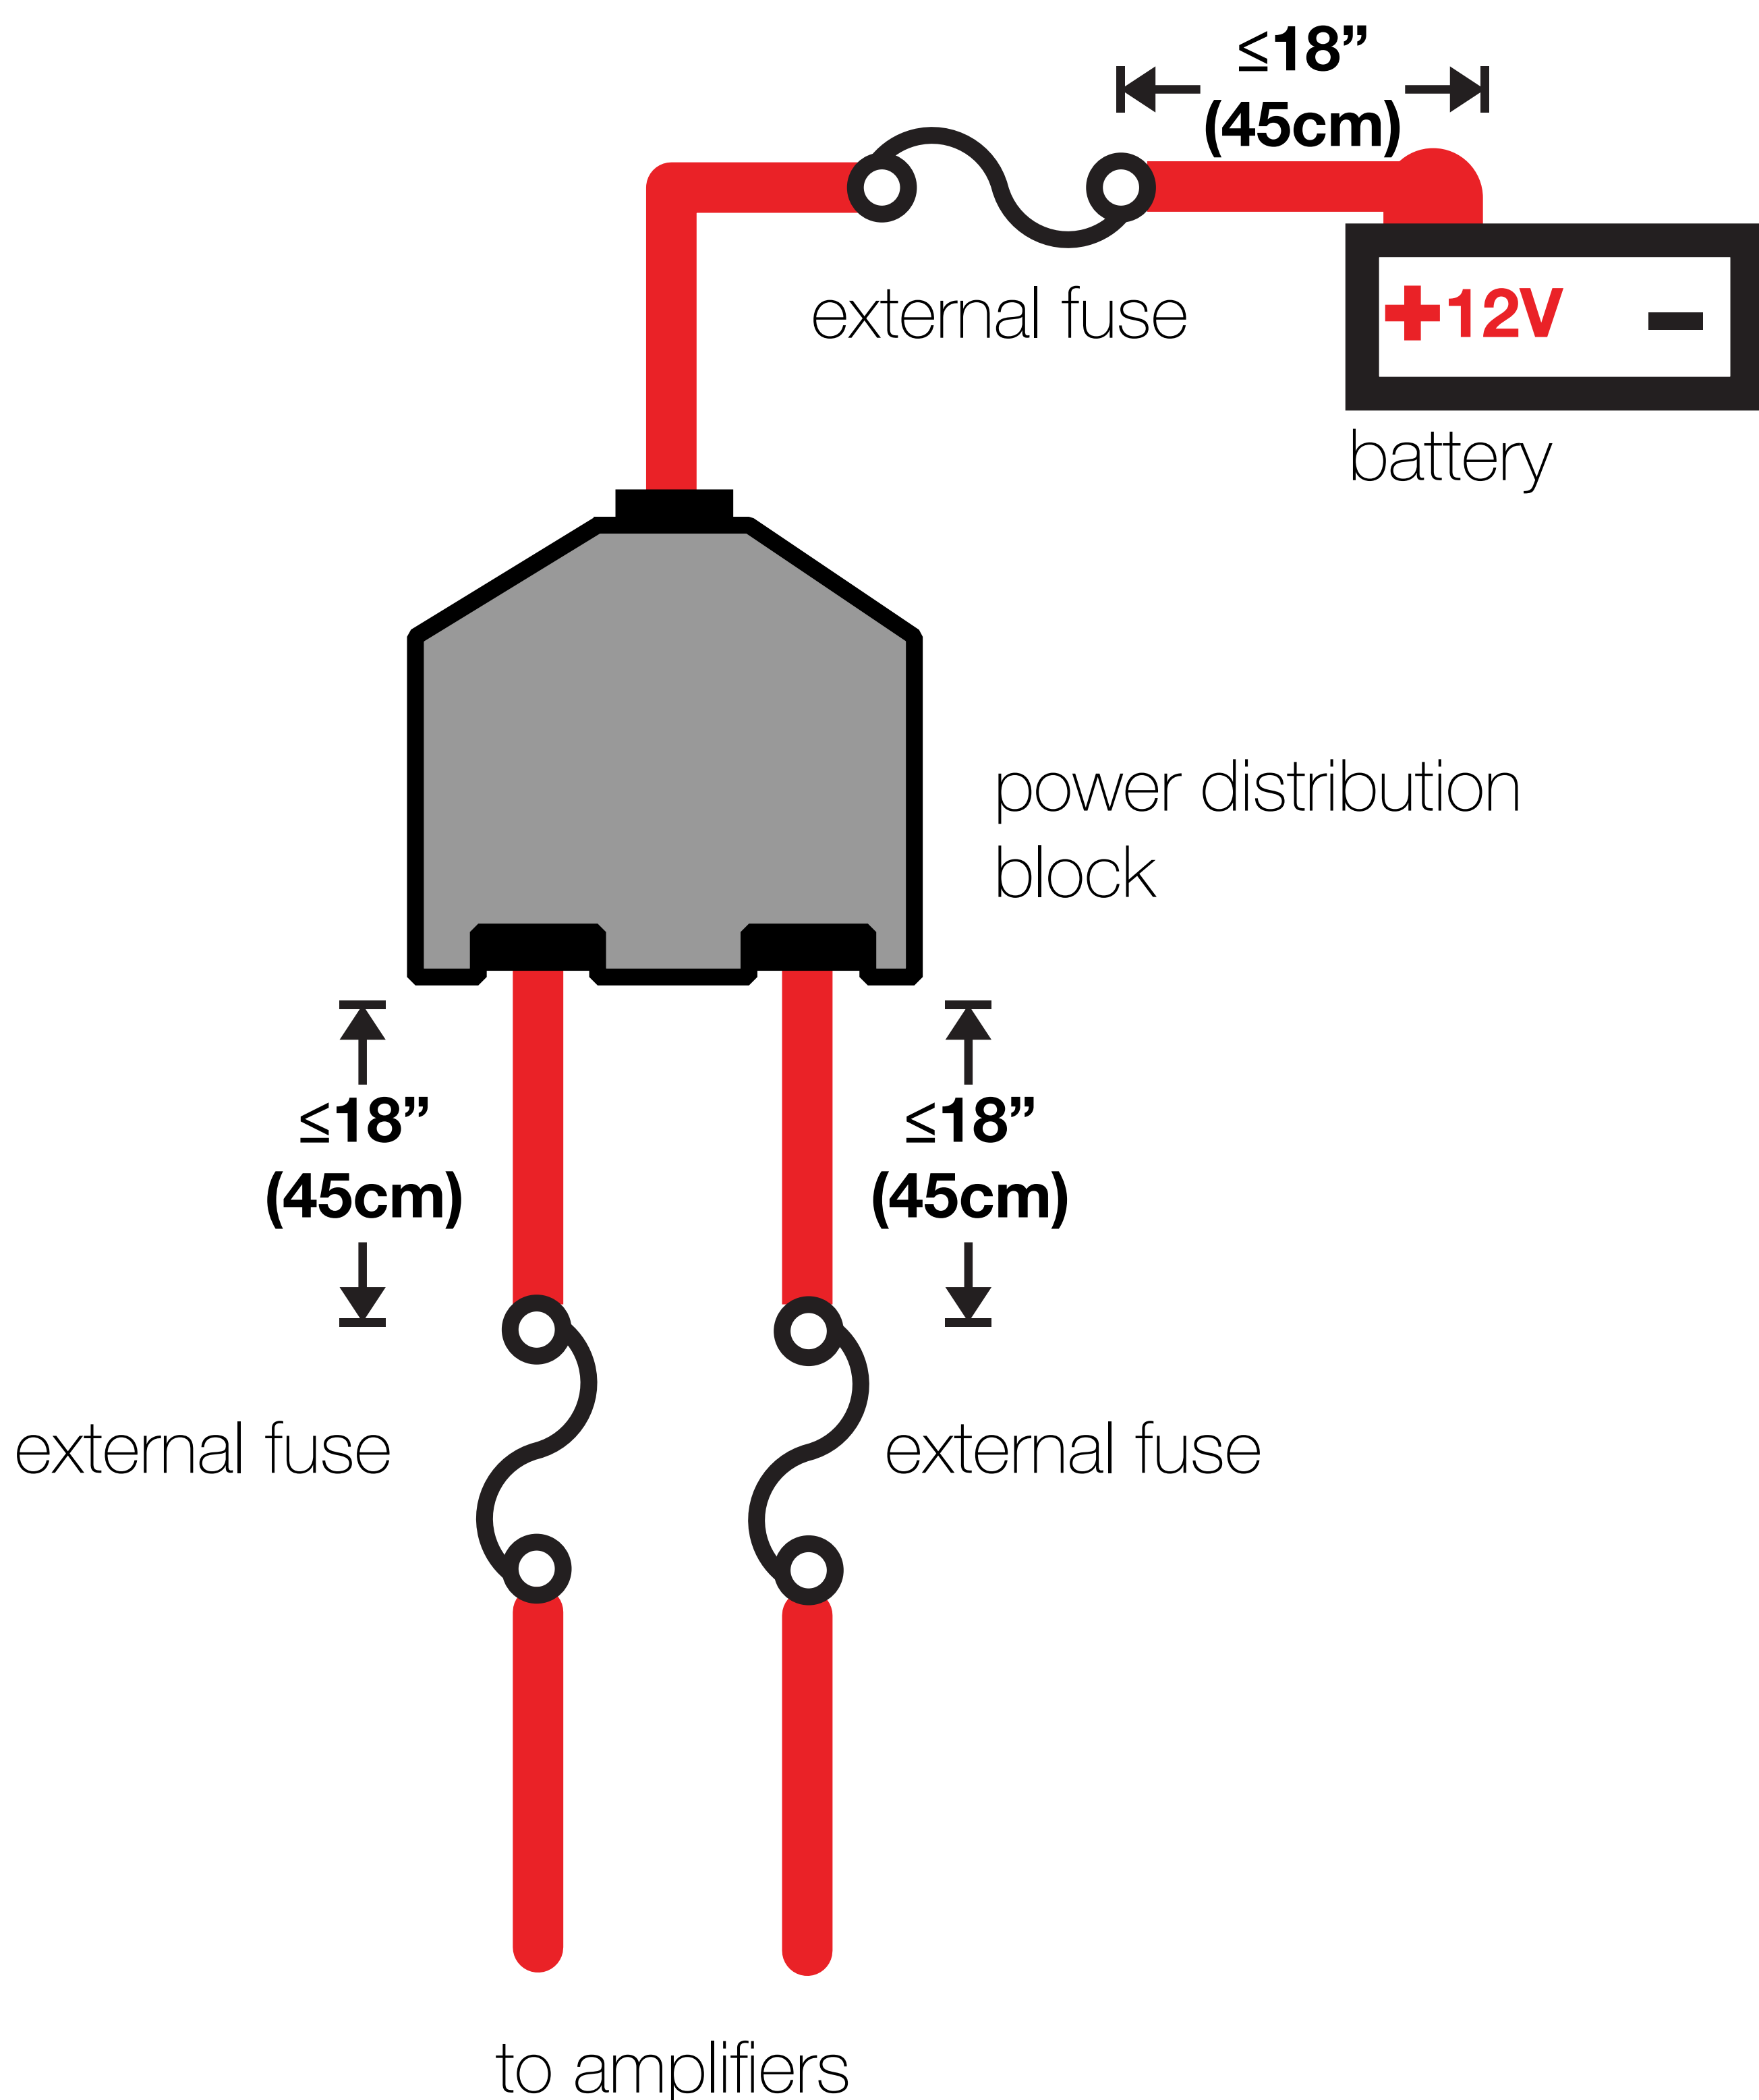 ≤18”
(45cm)
external fuse
+12V -
battery
power distribution
block
≤18”
(45cm)
≤18”
(45cm)
external fuse
external fuse
to amplifiers